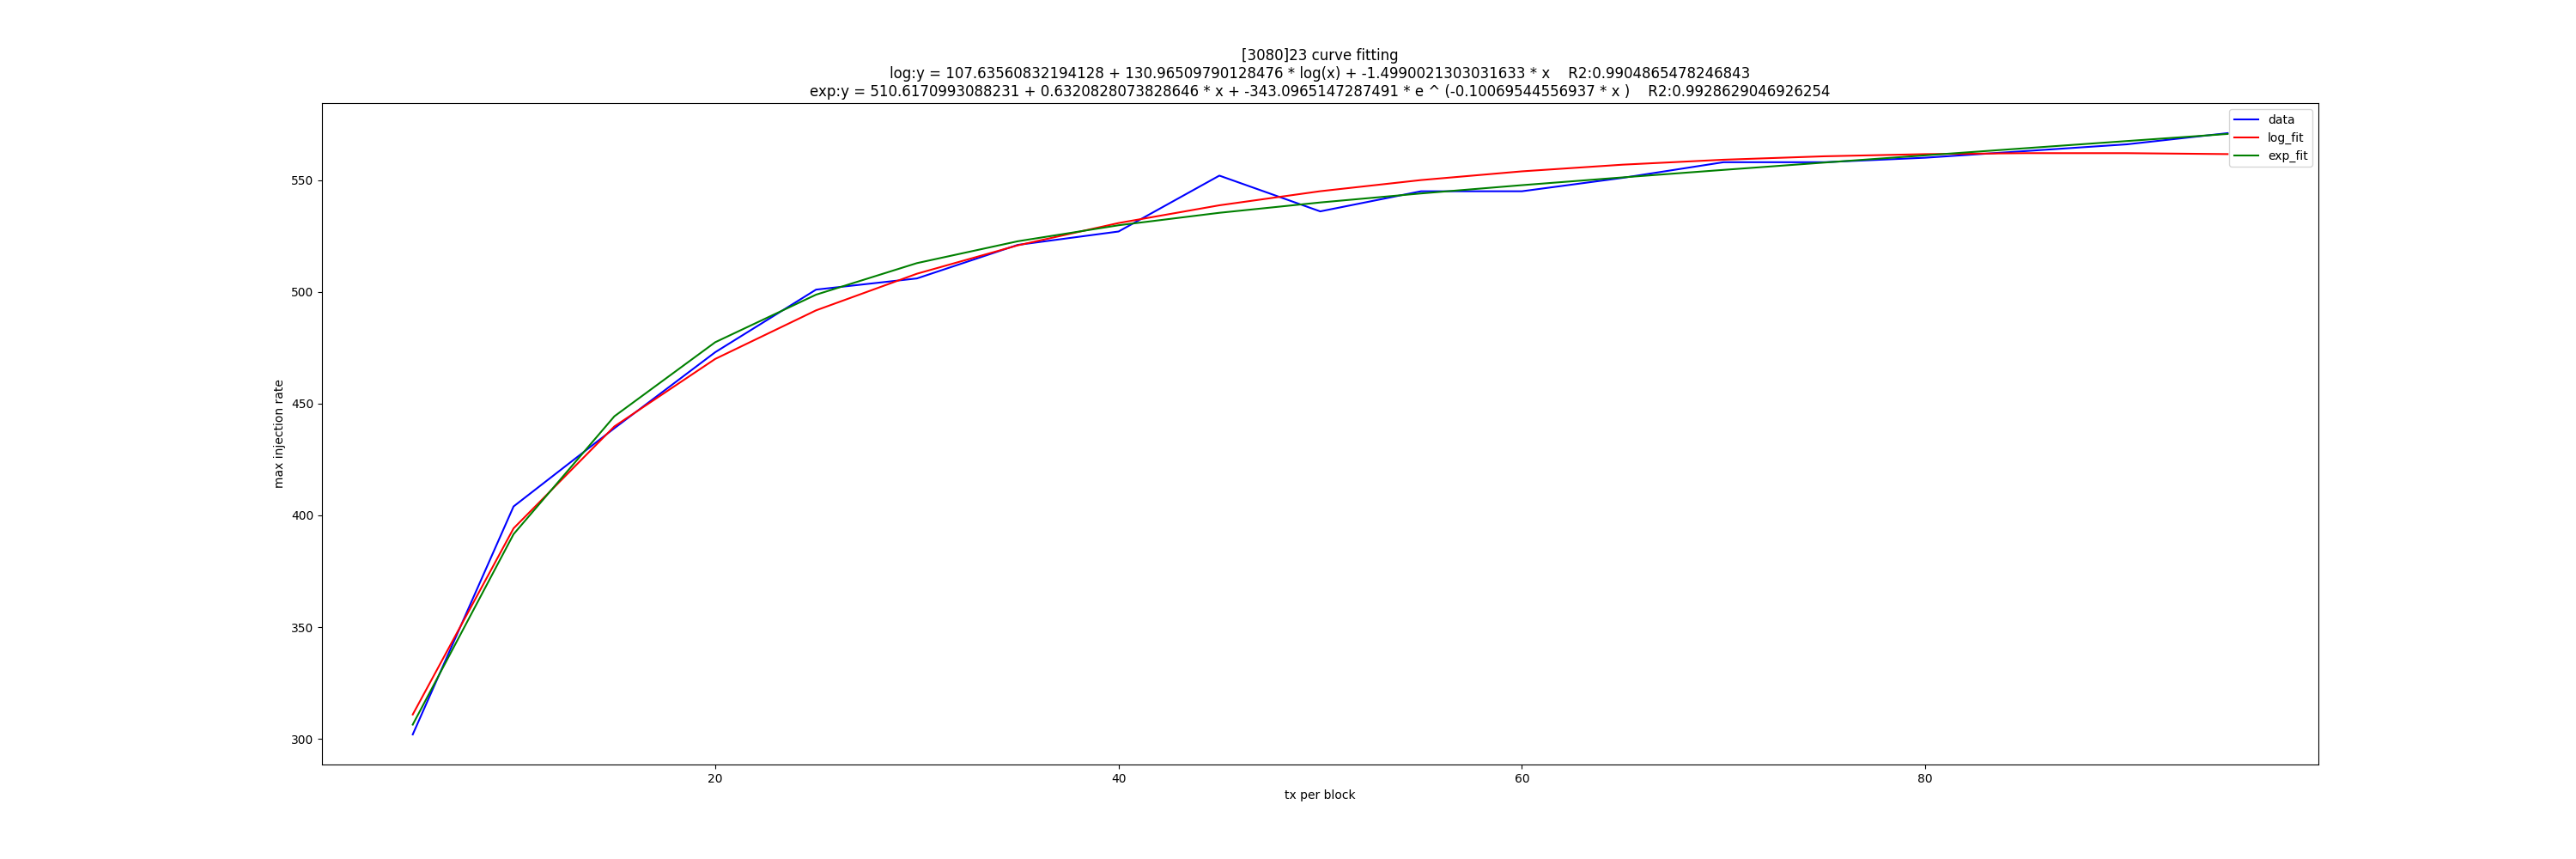 [3080]23 curve fitting
log:y = 107.63560832194128 + 130.96509790128476 * log(x) + -1.4990021303031633 * x    R2:0.9904865478246843
exp:y = 510.6170993088231 + 0.6320828073828646 * x + -343.0965147287491 * e ^ (-0.10069544556937 * x )    R2:0.9928629046926254
data
log_fit
exp_fit
550
500
450
400
350
300
max injection rate
20
40
60
80
tx per block